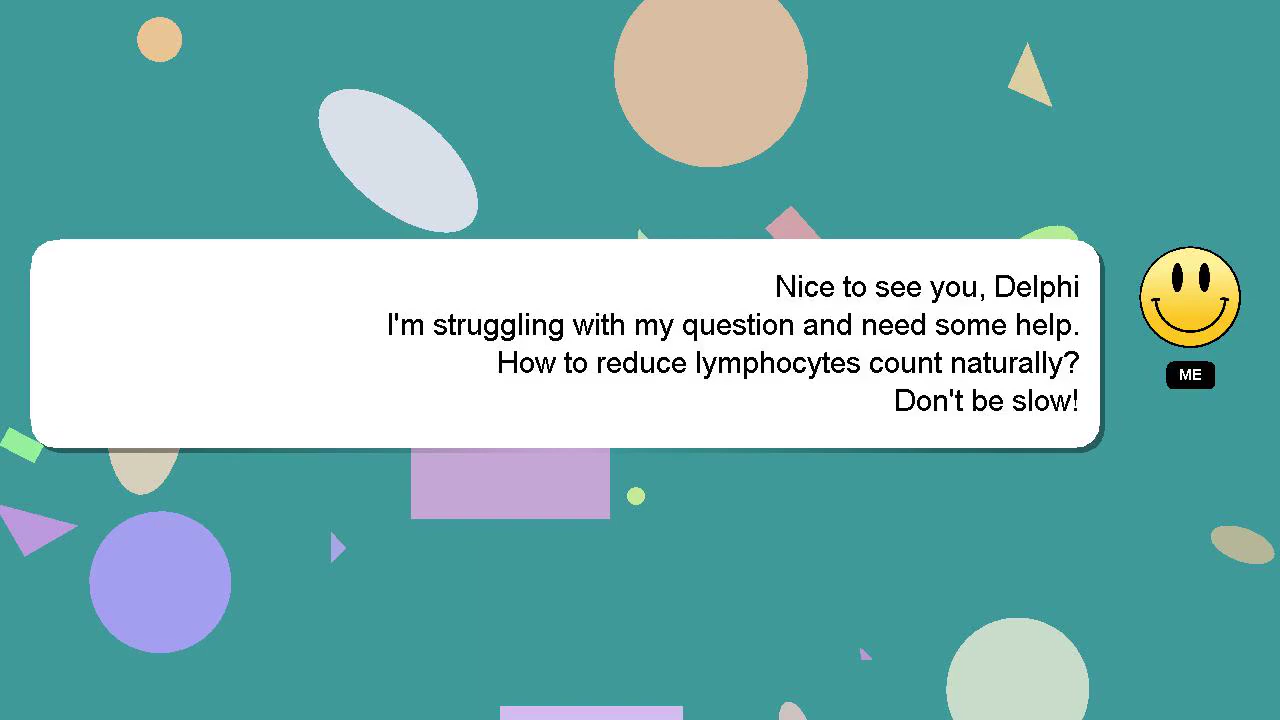 Nice to see you, Delphi
I'm struggling with my question and need some help.
How to reduce lymphocytes count naturally?
Don't be slow!
ME